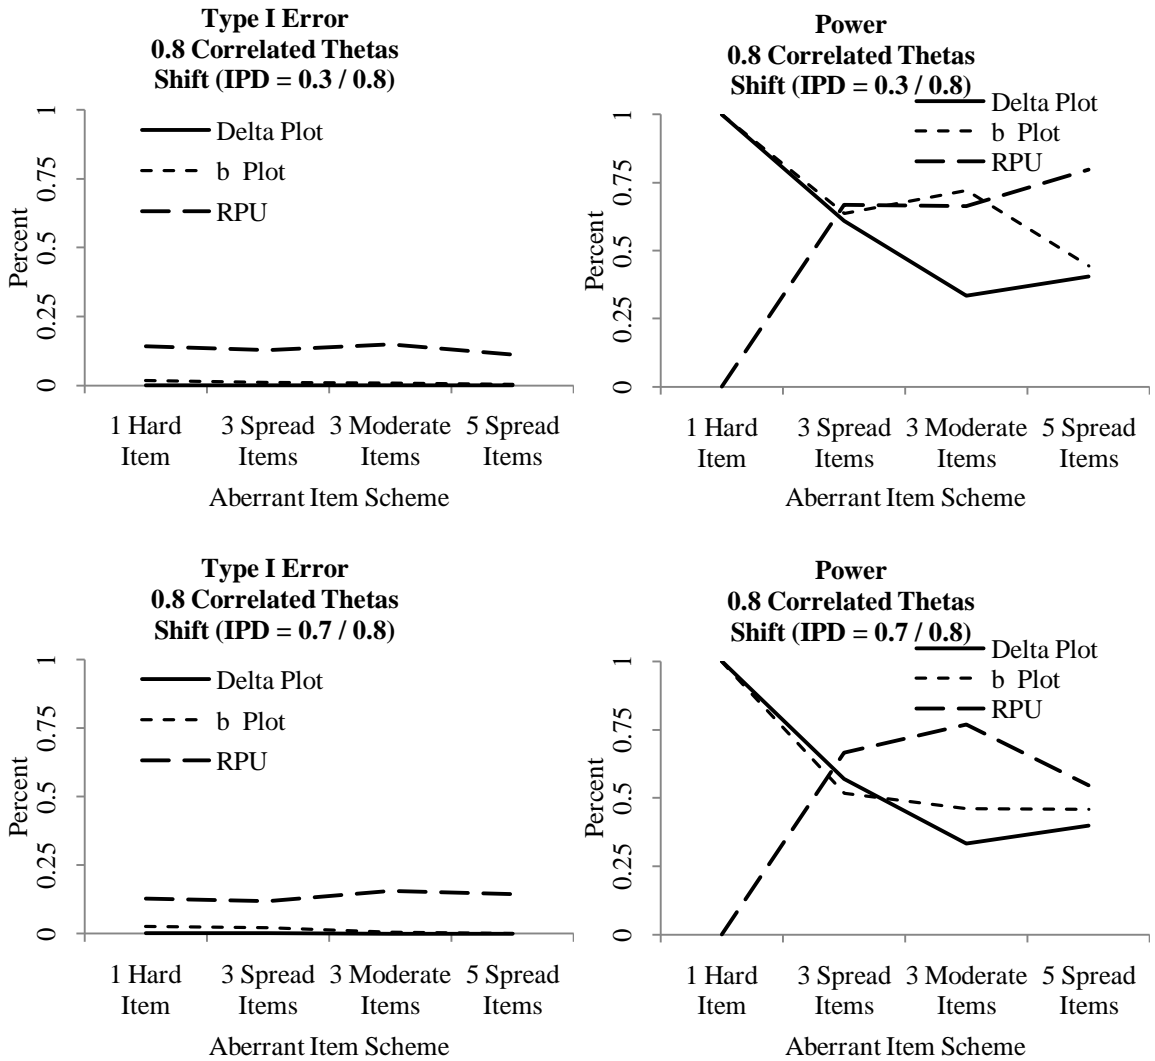 Type I Error
0.8 Correlated Thetas
Shift (IPD = 0.3 / 0.8)
Delta Plot
b Plot
RPU
Percent
1
0.75
0.5
0.25
0
1 Hard Item
3 Spread Items
3 Moderate Items
5 Spread Items
Aberrant Item Scheme
Power
0.8 Correlated Thetas
Shift (IPD = 0.3 / 0.8)
Delta Plot
b Plot
RPU
Percent
1
0.75
0.5
0.25
0
1 Hard Item
3 Spread Items
3 Moderate Items
5 Spread Items
Aberrant Item Scheme
Type I Error
0.8 Correlated Thetas
Shift (IPD = 0.7 / 0.8)
Delta Plot
b Plot
RPU
Percent
1
0.75
0.5
0.25
0
1 Hard Item
3 Spread Items
3 Moderate Items
5 Spread Items
Aberrant Item Scheme
Power
0.8 Correlated Thetas
Shift (IPD = 0.7 / 0.8)
Delta Plot
b Plot
RPU
Percent
1
0.75
0.5
0.25
0
1 Hard Item
3 Spread Items
3 Moderate Items
5 Spread Items
Aberrant Item Scheme